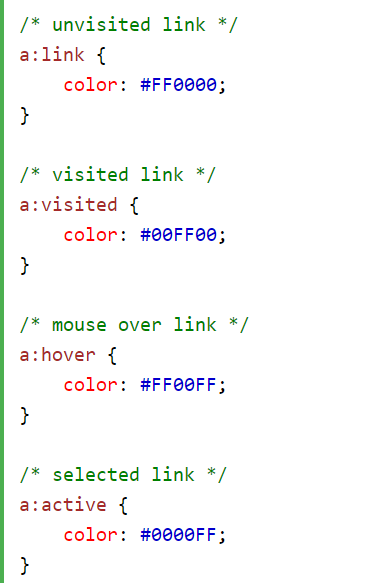 /* unvisited link */
a:link {
    color: #FF0000;
}

/* visited link */
a:visited {
    color: #00FF00;
}

/* mouse over link */
a:hover {
    color: #FF00FF;
}

/* selected link */
a:active {
    color: #0000FF;
}